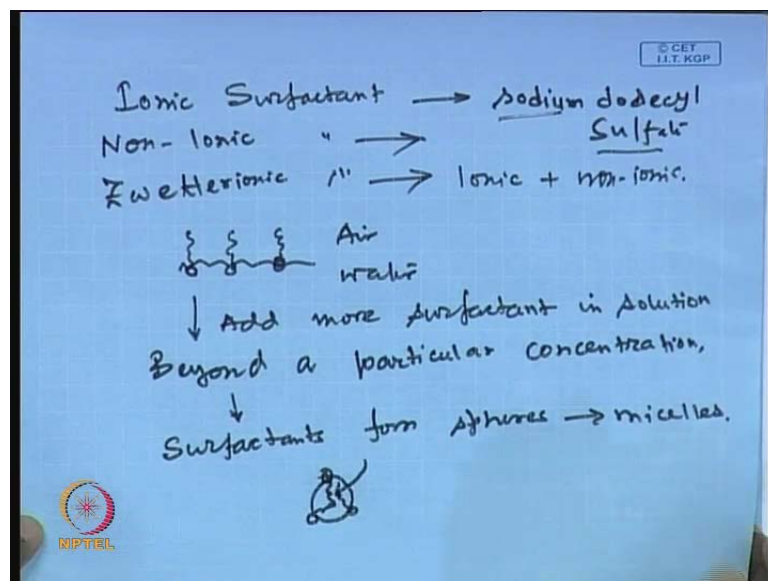 © CET
I.I.T. KGP
Ionic Surfactant → sodium dodecyl
Sulfate
Non-Ionic " →
Zwetterionic " → Ionic + non-ionic.
Air
water
↓ Add more surfactant in solution
Beyond a particular concentration,
↓
Surfactants form spheres → micelles.
NPTEL